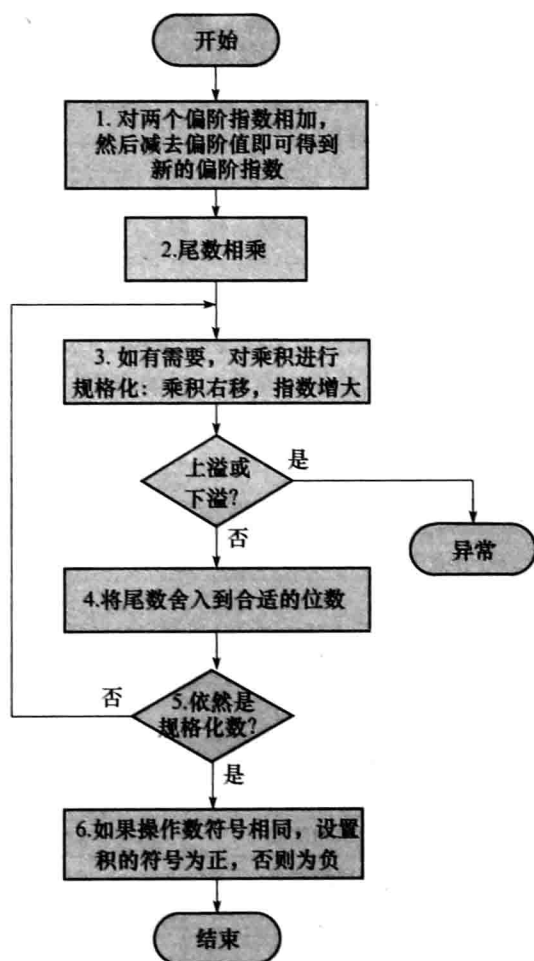 开始
1. 对两个偏阶指数相加，
然后减去偏阶值即可得到
新的偏阶指数
2.尾数相乘
3. 如有需要，对乘积进行
规格化：乘积右移，指数增大
上溢或
下溢？
是
否
异常
4.将尾数舍入到合适的位数
否
5.依然是
规格化数？
是
6.如果操作数符号相同，设置
积的符号为正，否则为负
结束